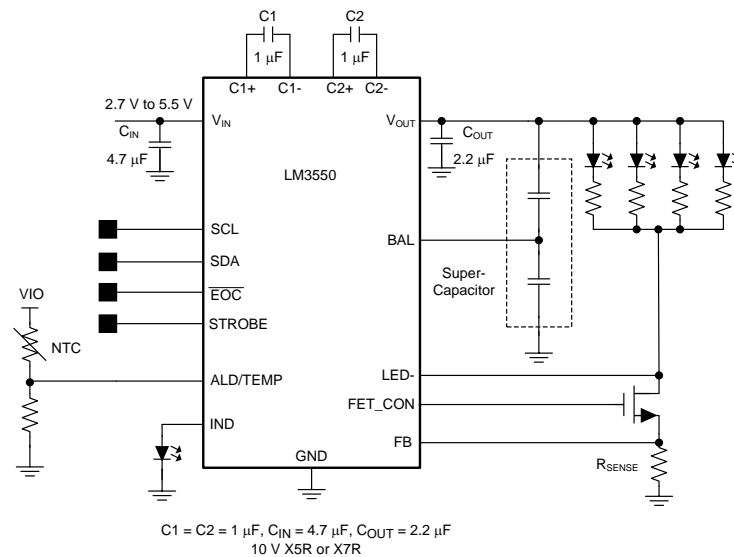 C1
C2
1 μF
1 μF
C1+ C1- C2+ C2-
2.7 V to 5.5 V
VIN
CIN
4.7 μF
VOUT
COUT
2.2 μF
LM3550
SCL
BAL
SDA
Super-
Capacitor
EOC
VIO
STROBE
NTC
LED-
ALD/TEMP
FET_CON
IND
FB
GND
RSENSE
C1 = C2 = 1 μF, CIN = 4.7 μF, COUT = 2.2 μF
10 V X5R or X7R